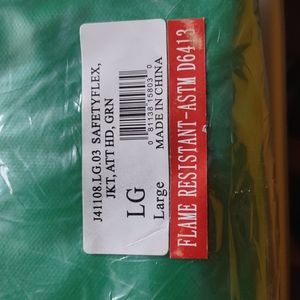 J41108.LG.03 SAFETYFLEX,
JKT, ATT HD, GRN
LG
Large
0 81138 15803 0
MADE IN CHINA
FLAME RESISTANT-ASTM D6413